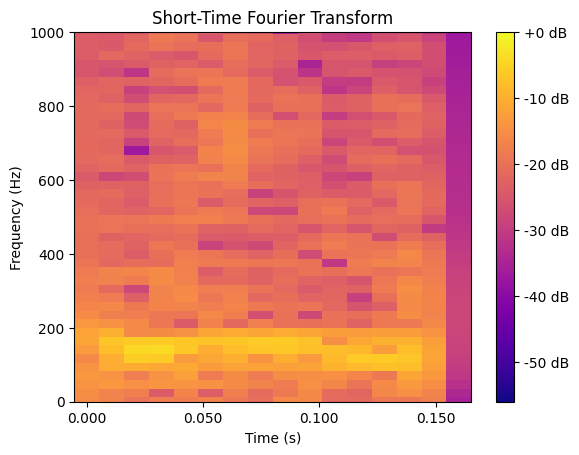 Short-Time Fourier Transform
Frequency (Hz)
1000
800
600
400
200
0
0.000
0.050
0.100
0.150
Time (s)
+0 dB
-10 dB
-20 dB
-30 dB
-40 dB
-50 dB